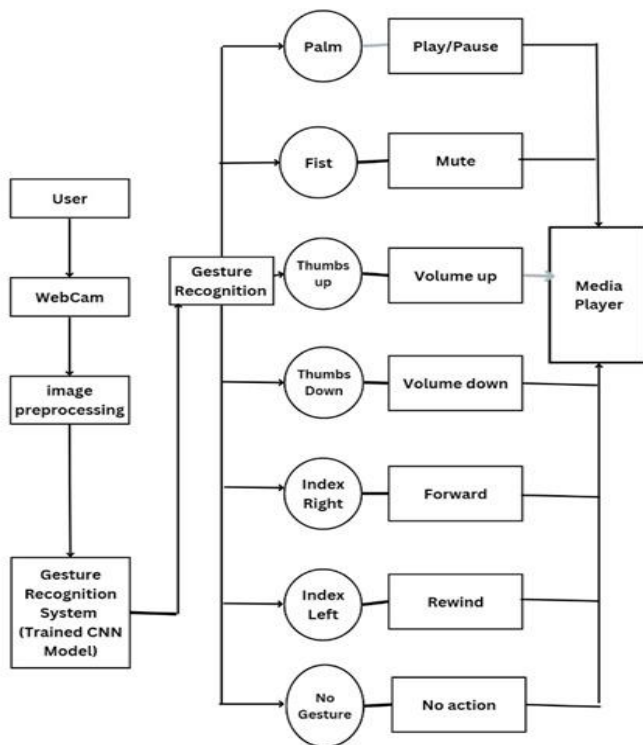 User
WebCam
image
preprocessing
Gesture
Recognition
System
(Trained CNN
Model)
Gesture
Recognition
Palm
Play/Pause
Fist
Mute
Thumbs
up
Volume up
Thumbs
Down
Volume down
Index
Right
Forward
Index
Left
Rewind
No
Gesture
No action
Media
Player